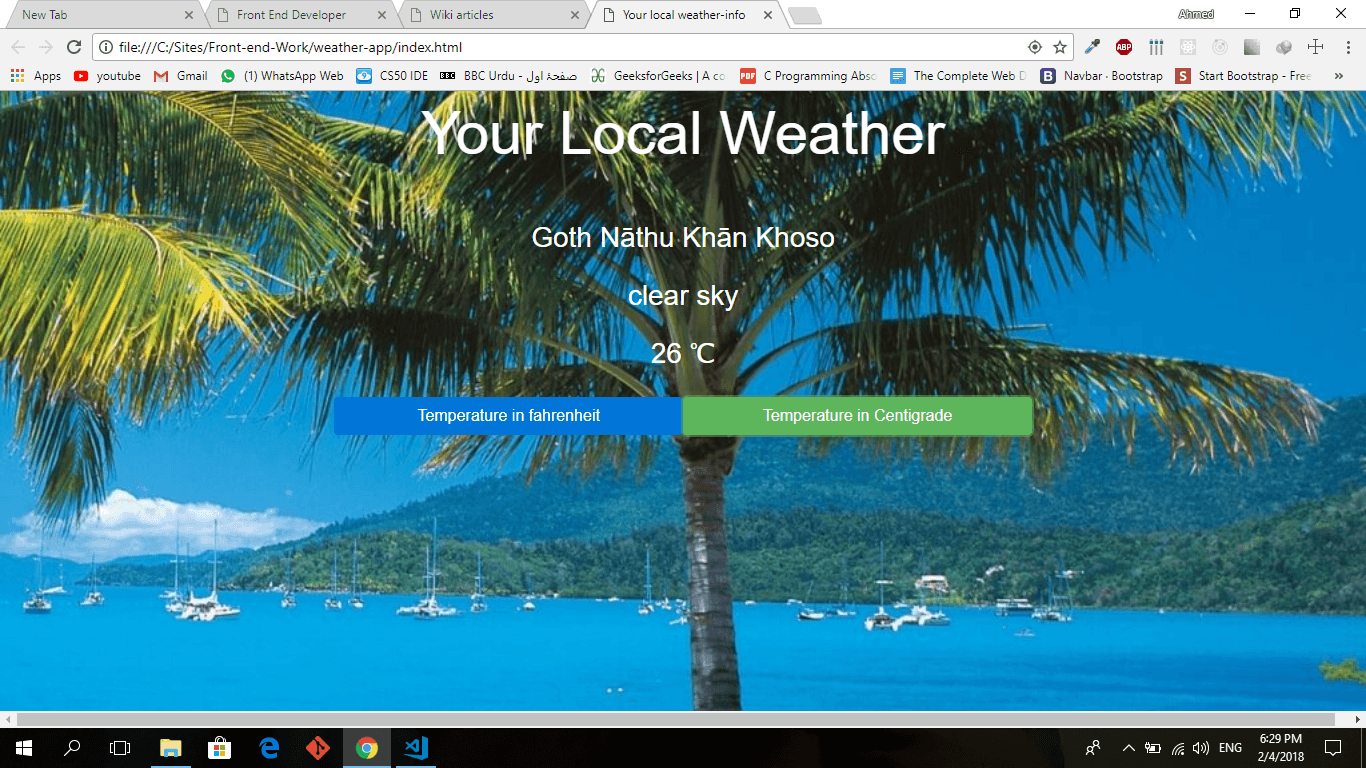 New Tab
Front End Developer
Wiki articles
Your local weather-info
Ahmed
file:///C:/Sites/Front-end-Work/weather-app/index.html
ABP
Apps
youtube
Gmail
(1) WhatsApp Web
CS50 IDE
BBC
BBC Urdu - صفحۂ اول
GeeksforGeeks | A co
PDF
C Programming Abso
The Complete Web D
B
Navbar · Bootstrap
S
Start Bootstrap - Free
»
Your Local Weather
Goth Nāthu Khān Khoso
clear sky
26 ℃
Temperature in fahrenheit
Temperature in Centigrade
ENG
6:29 PM
2/4/2018